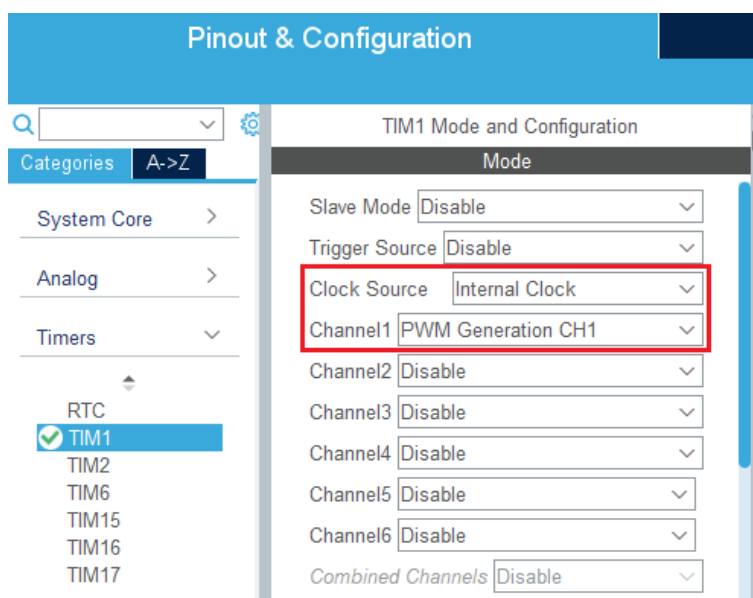 Pinout & Configuration
TIM1 Mode and Configuration
Categories A->Z
Mode
System Core
Analog
Timers
RTC
TIM1
TIM2
TIM6
TIM15
TIM16
TIM17
Slave Mode Disable
Trigger Source Disable
Clock Source Internal Clock
Channel1 PWM Generation CH1
Channel2 Disable
Channel3 Disable
Channel4 Disable
Channel5 Disable
Channel6 Disable
Combined Channels Disable